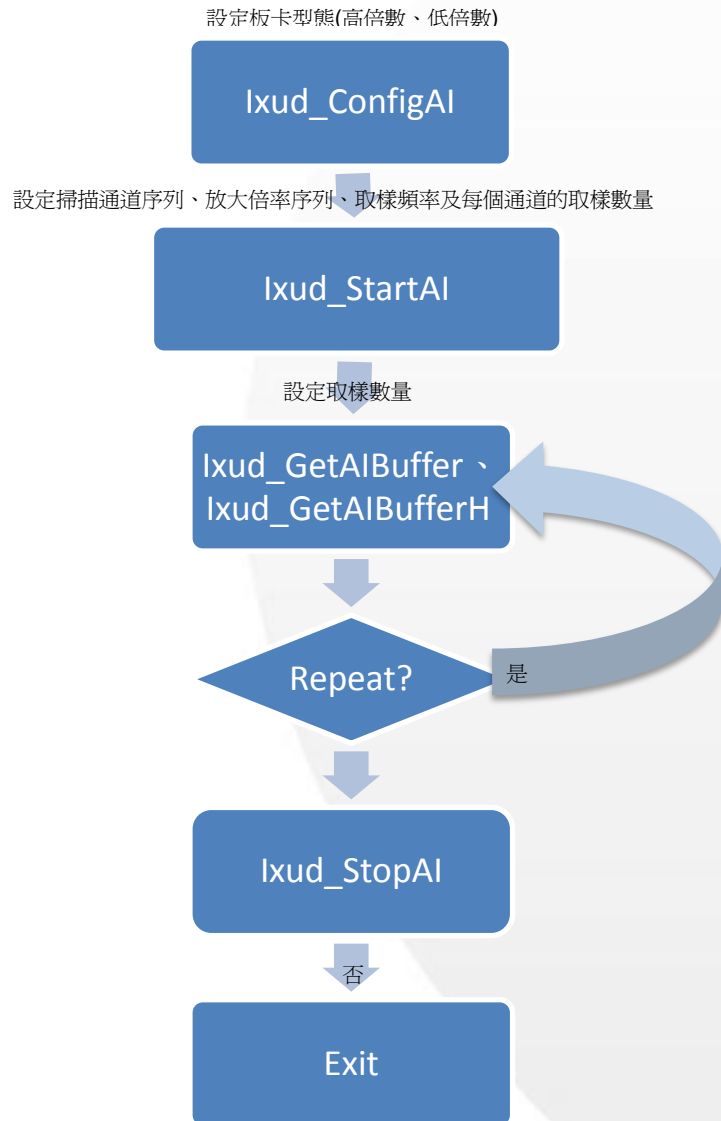 設定板卡型態(高倍數、低倍數)
Ixud_ConfigAI
設定掃描通道序列、放大倍率序列、取樣頻率及每個通道的取樣數量
Ixud_StartAI
設定取樣數量
Ixud_GetAIBuffer、
Ixud_GetAIBufferH
Repeat?
是
Ixud_StopAI
否
Exit